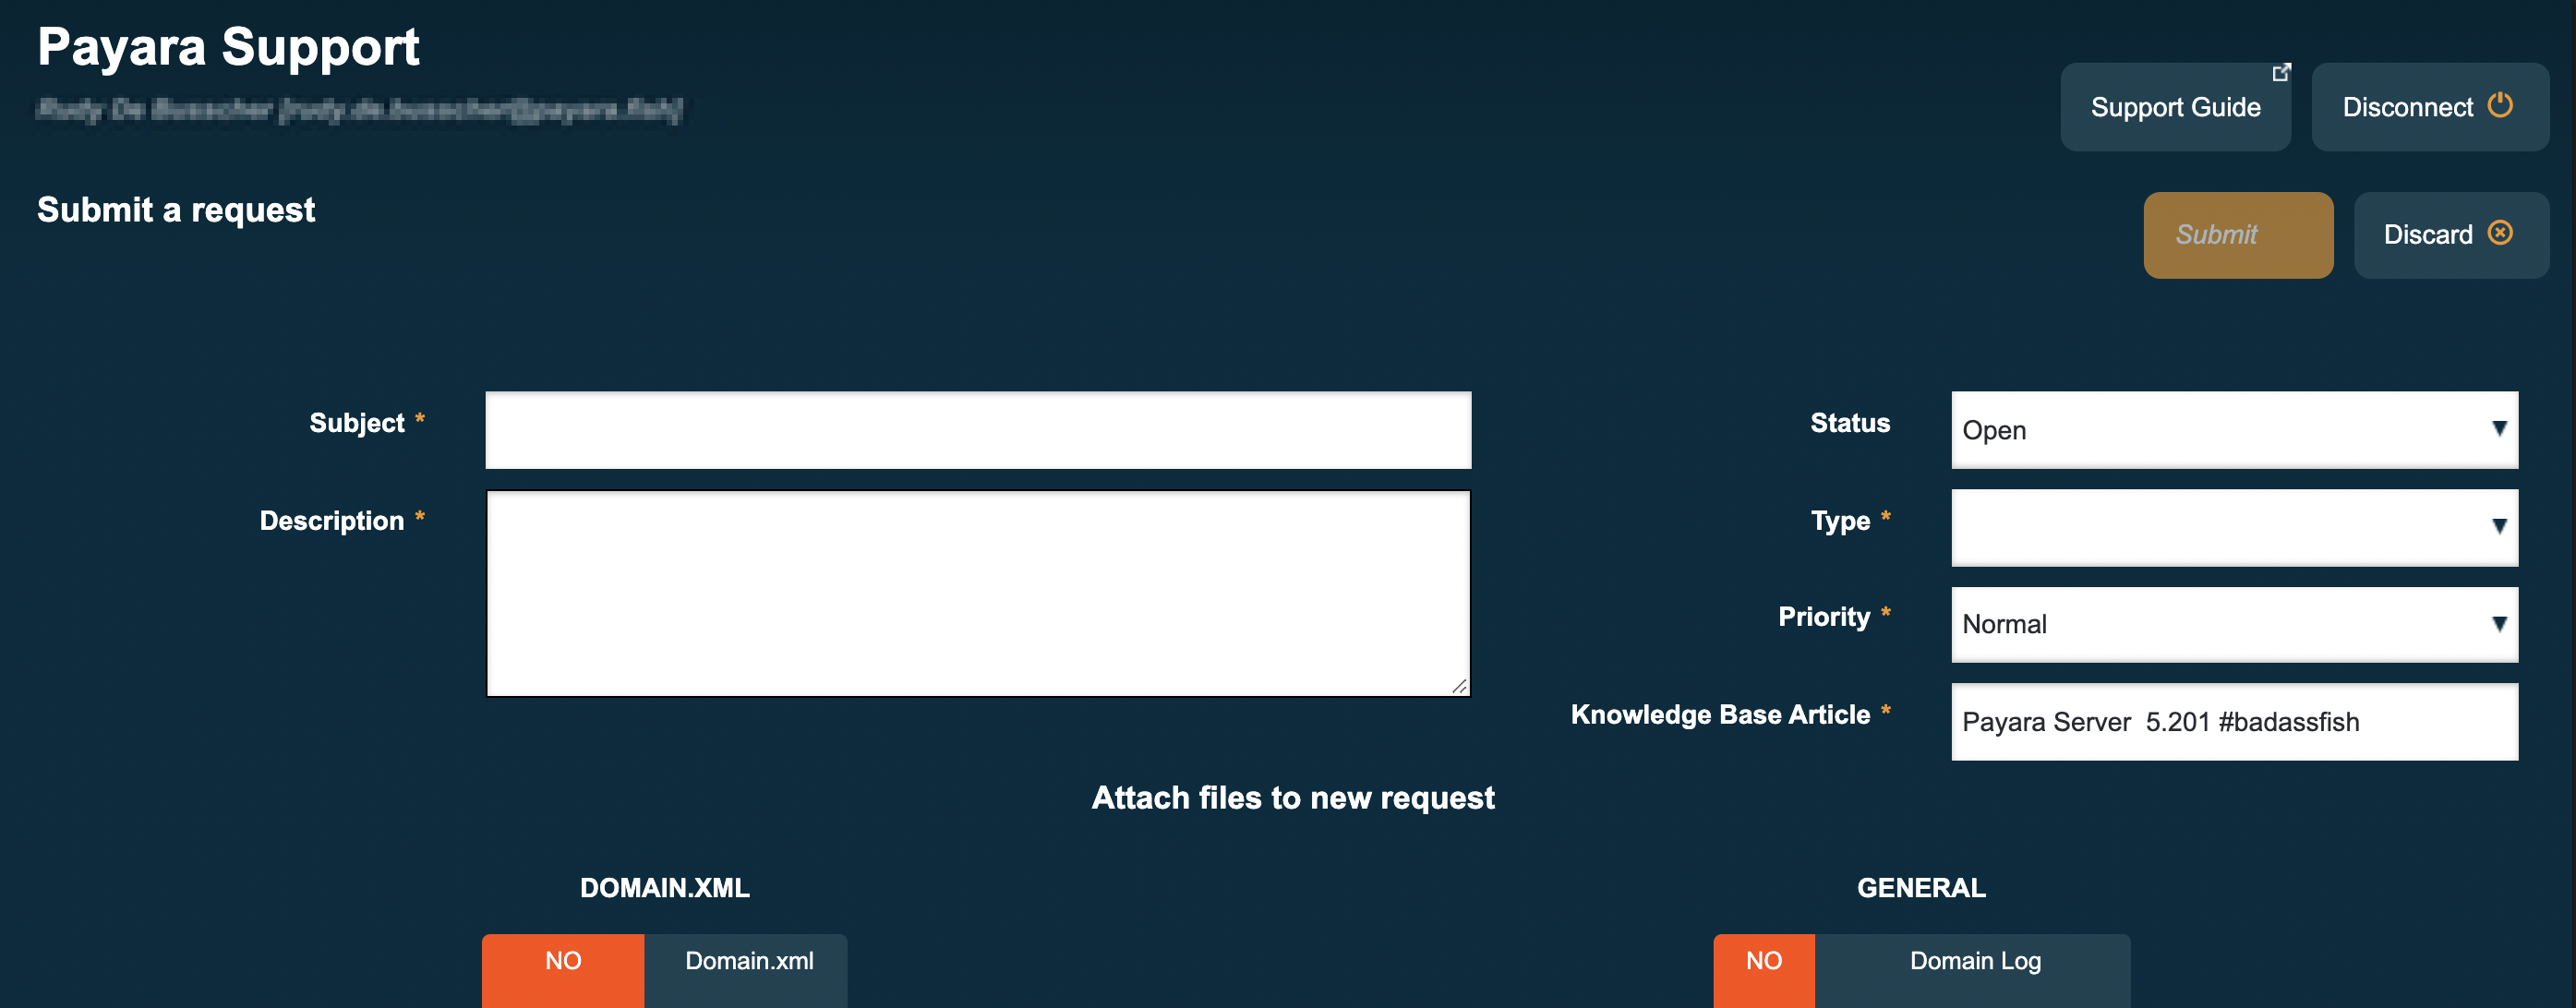 Payara Support
Support Guide
Disconnect
Submit a request
Submit
Discard
Subject *
Status
Open
Description *
Type *
Priority *
Normal
Knowledge Base Article *
Payara Server  5.201 #badassfish
Attach files to new request
DOMAIN.XML
GENERAL
NO
Domain.xml
NO
Domain Log